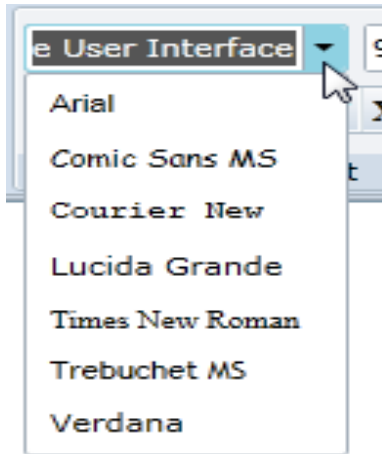 e User Interface
Arial
Comic Sans MS
Courier New
Lucida Grande
Times New Roman
Trebuchet MS
Verdana